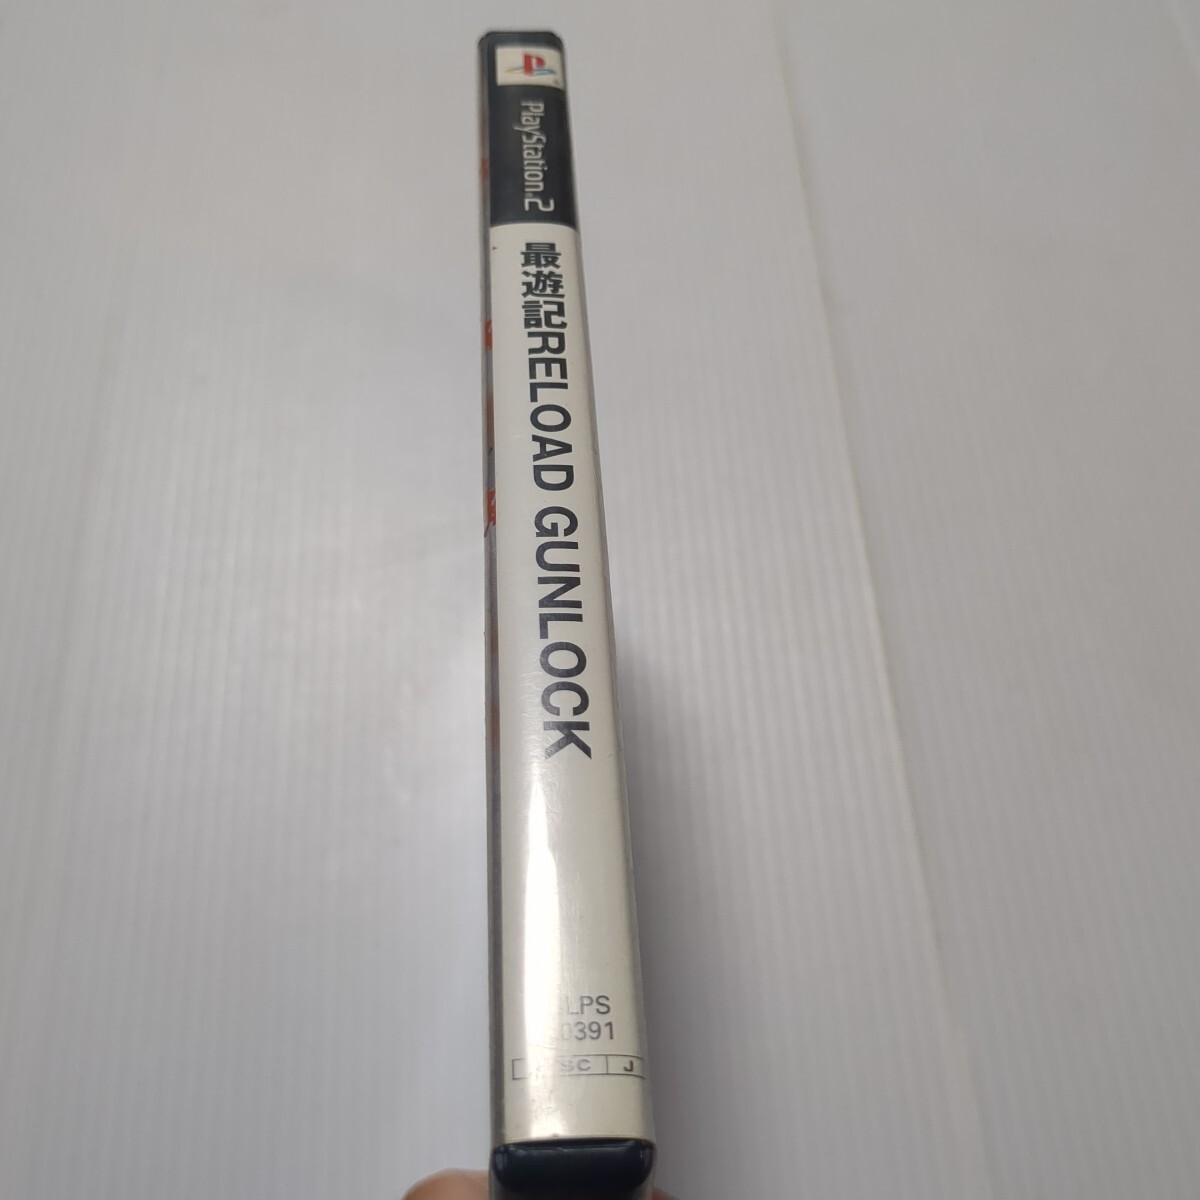 PlayStation®2
最遊記RELOAD GUNLOCK
LPS
0391
SC J